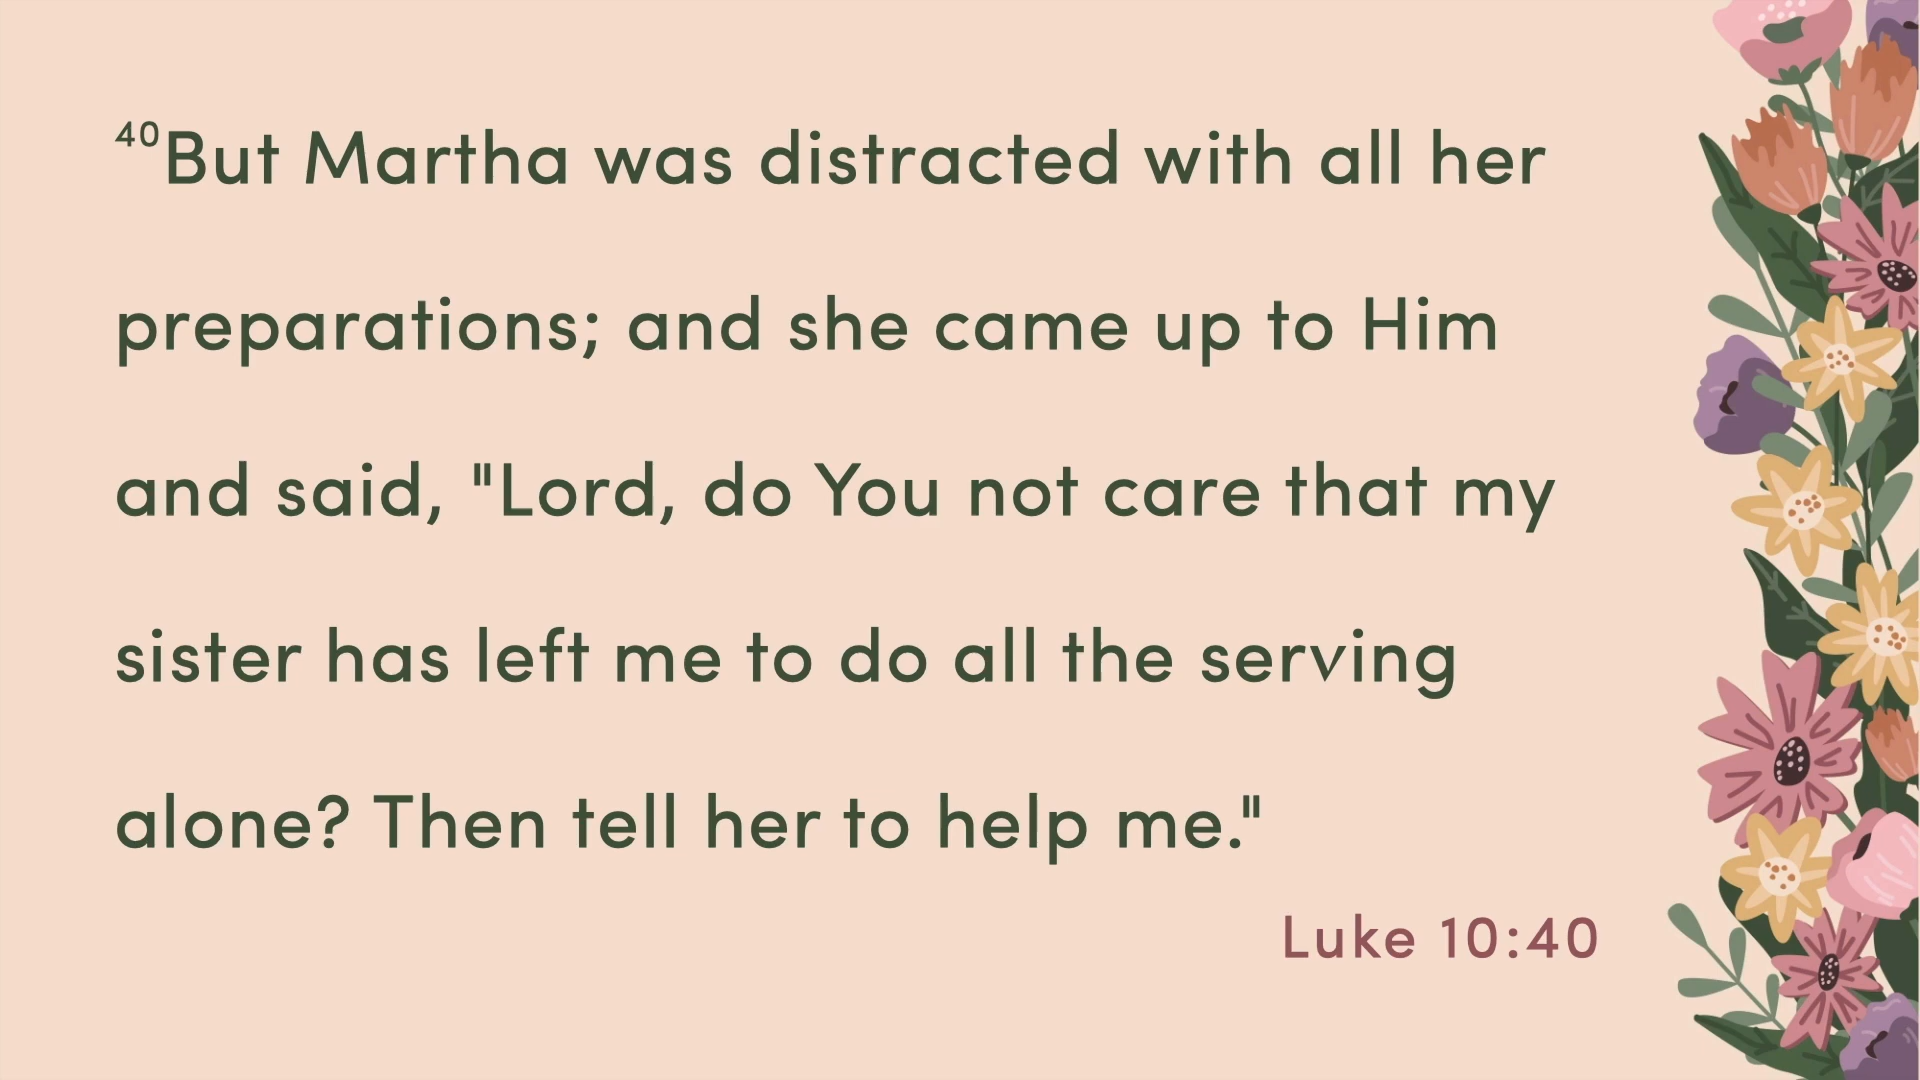 40But Martha was distracted with all her
preparations; and she came up to Him
and said, "Lord, do You not care that my
sister has left me to do all the serving
alone? Then tell her to help me."
Luke 10:40